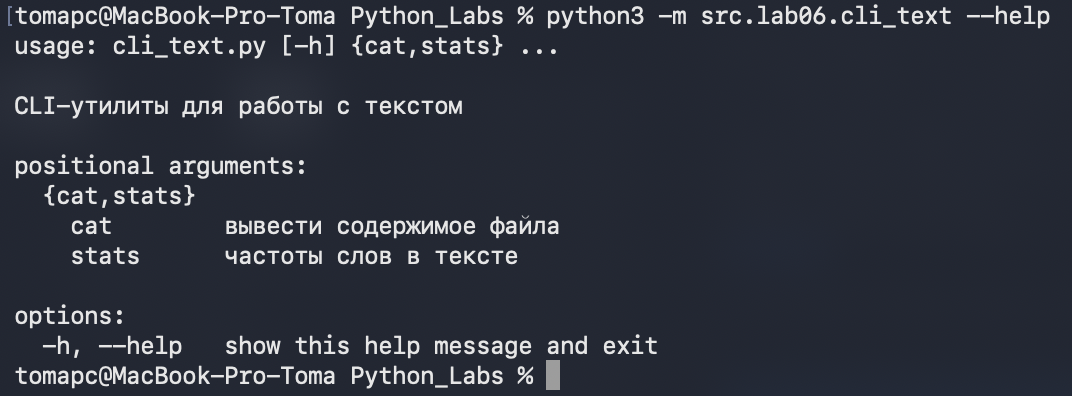 [tomapc@MacBook-Pro-Toma Python_Labs % python3 -m src.lab06.cli_text --help
usage: cli_text.py [-h] {cat,stats} ...
CLI-утилиты для работы с текстом
positional arguments:
{cat,stats}
cat вывести содержимое файла
stats частоты слов в тексте
options:
-h, --help show this help message and exit
tomapc@MacBook-Pro-Toma Python_Labs %